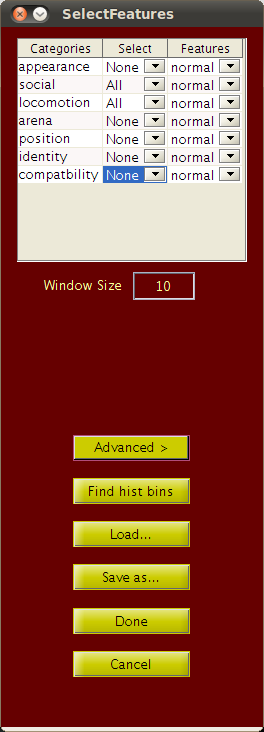 SelectFeatures
Categories Select Features
appearance None normal
social All normal
locomotion All normal
arena None normal
position None normal
identity None normal
compatbility None normal
Window Size 10
Advanced >
Find hist bins
Load...
Save as...
Done
Cancel